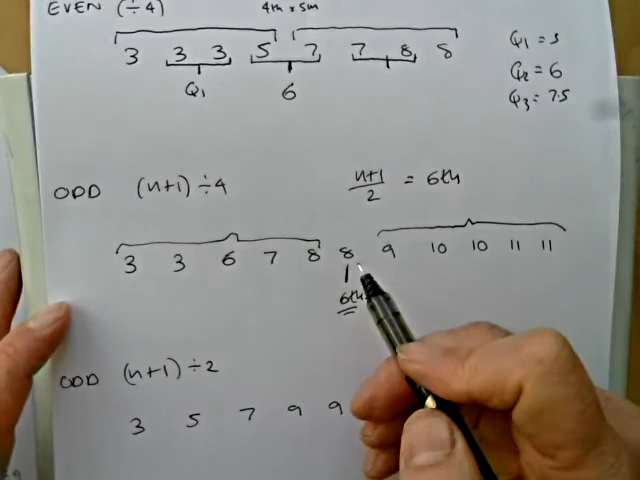 EVEN (÷4) 4th × 5th
3 3 3 5 7 7 8 8
Q₁ = 3
Q₁ 6
Q₂ = 6
Q₃ = 7.5
ODD (n+1) ÷4 n+1/2 = 6th
3 3 6 7 8 8 9 10 10 11 11
6th
ODD (n+1) ÷2
3 5 7 9 9